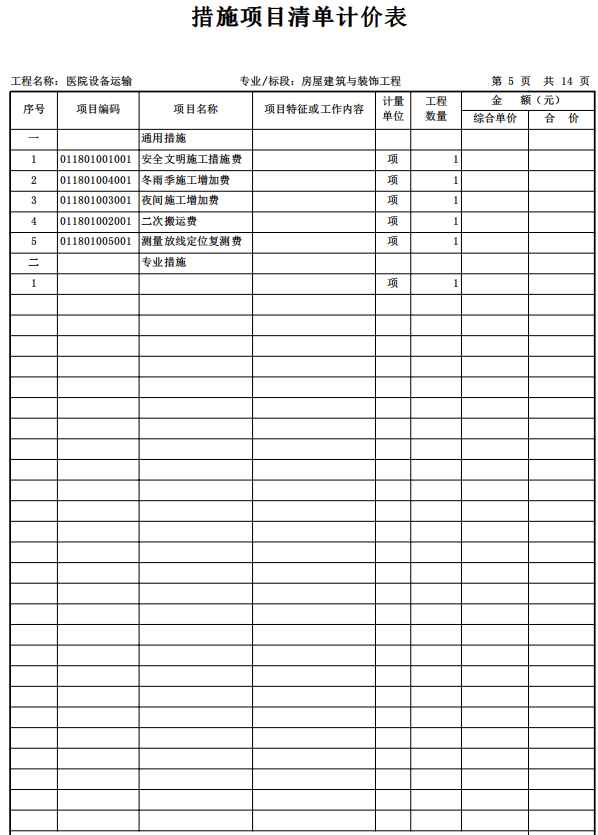 措施项目清单计价表
工程名称：医院设备运输 专业/标段：房屋建筑与装饰工程 第 5 页 共 14 页
序号 项目编码 项目名称 项目特征或工作内容 计量单位 工程数量 金 额（元）
综合单价 合 价
一 通用措施
1 011801001001 安全文明施工措施费 项 1
2 011801004001 冬雨季施工增加费 项 1
3 011801003001 夜间施工增加费 项 1
4 011801002001 二次搬运费 项 1
5 011801005001 测量放线定位复测费 项 1
二 专业措施
1 项 1